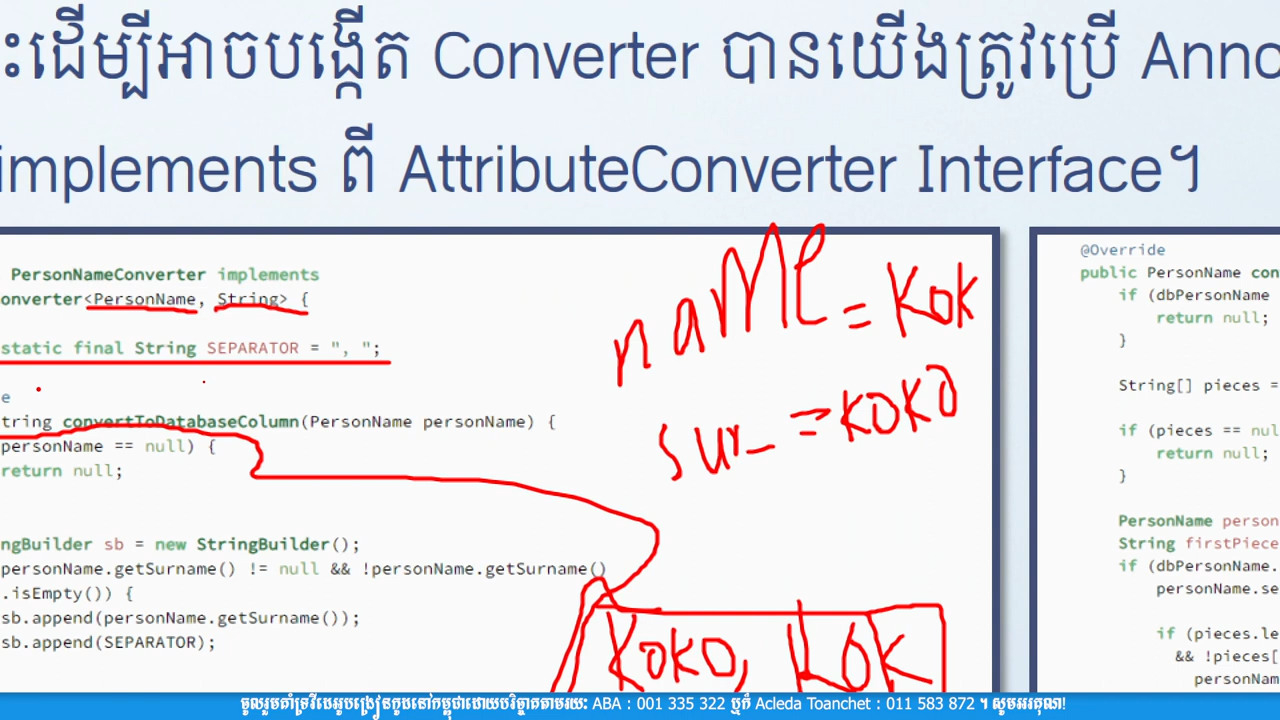 ះដើម្បីអាចបង្កើត Converter បានយើងត្រូវប្រើ Anno
implements ពី AttributeConverter Interface។
PersonNameConverter implements
onverter<PersonName, String> {
static final String SEPARATOR = ", ";
e
tring convertToDatabaseColumn(PersonName personName) {
personName == null) {
return null;
ngBuilder sb = new StringBuilder();
personName.getSurname() != null && !personName.getSurname()
.isEmpty()) {
sb.append(personName.getSurname());
sb.append(SEPARATOR);
name = KOK
sur_ = KOKO
KOKO, KOK
@Override
public PersonName con
if (dbPersonName
return null;
}
String[] pieces =
if (pieces == nul
return null;
}
PersonName person
String firstPiece
if (dbPersonName.
personName.se
if (pieces.le
&& !pieces[
personName
ចូលរួមគាំទ្រវីដេអូបង្រៀនកូដនៅកម្ពុជាដោយបរិច្ចាគតាមរយៈ ABA : 001 335 322 ឬក៏ Acleda Toanchet : 011 583 872 ។ សូមអរគុណ!